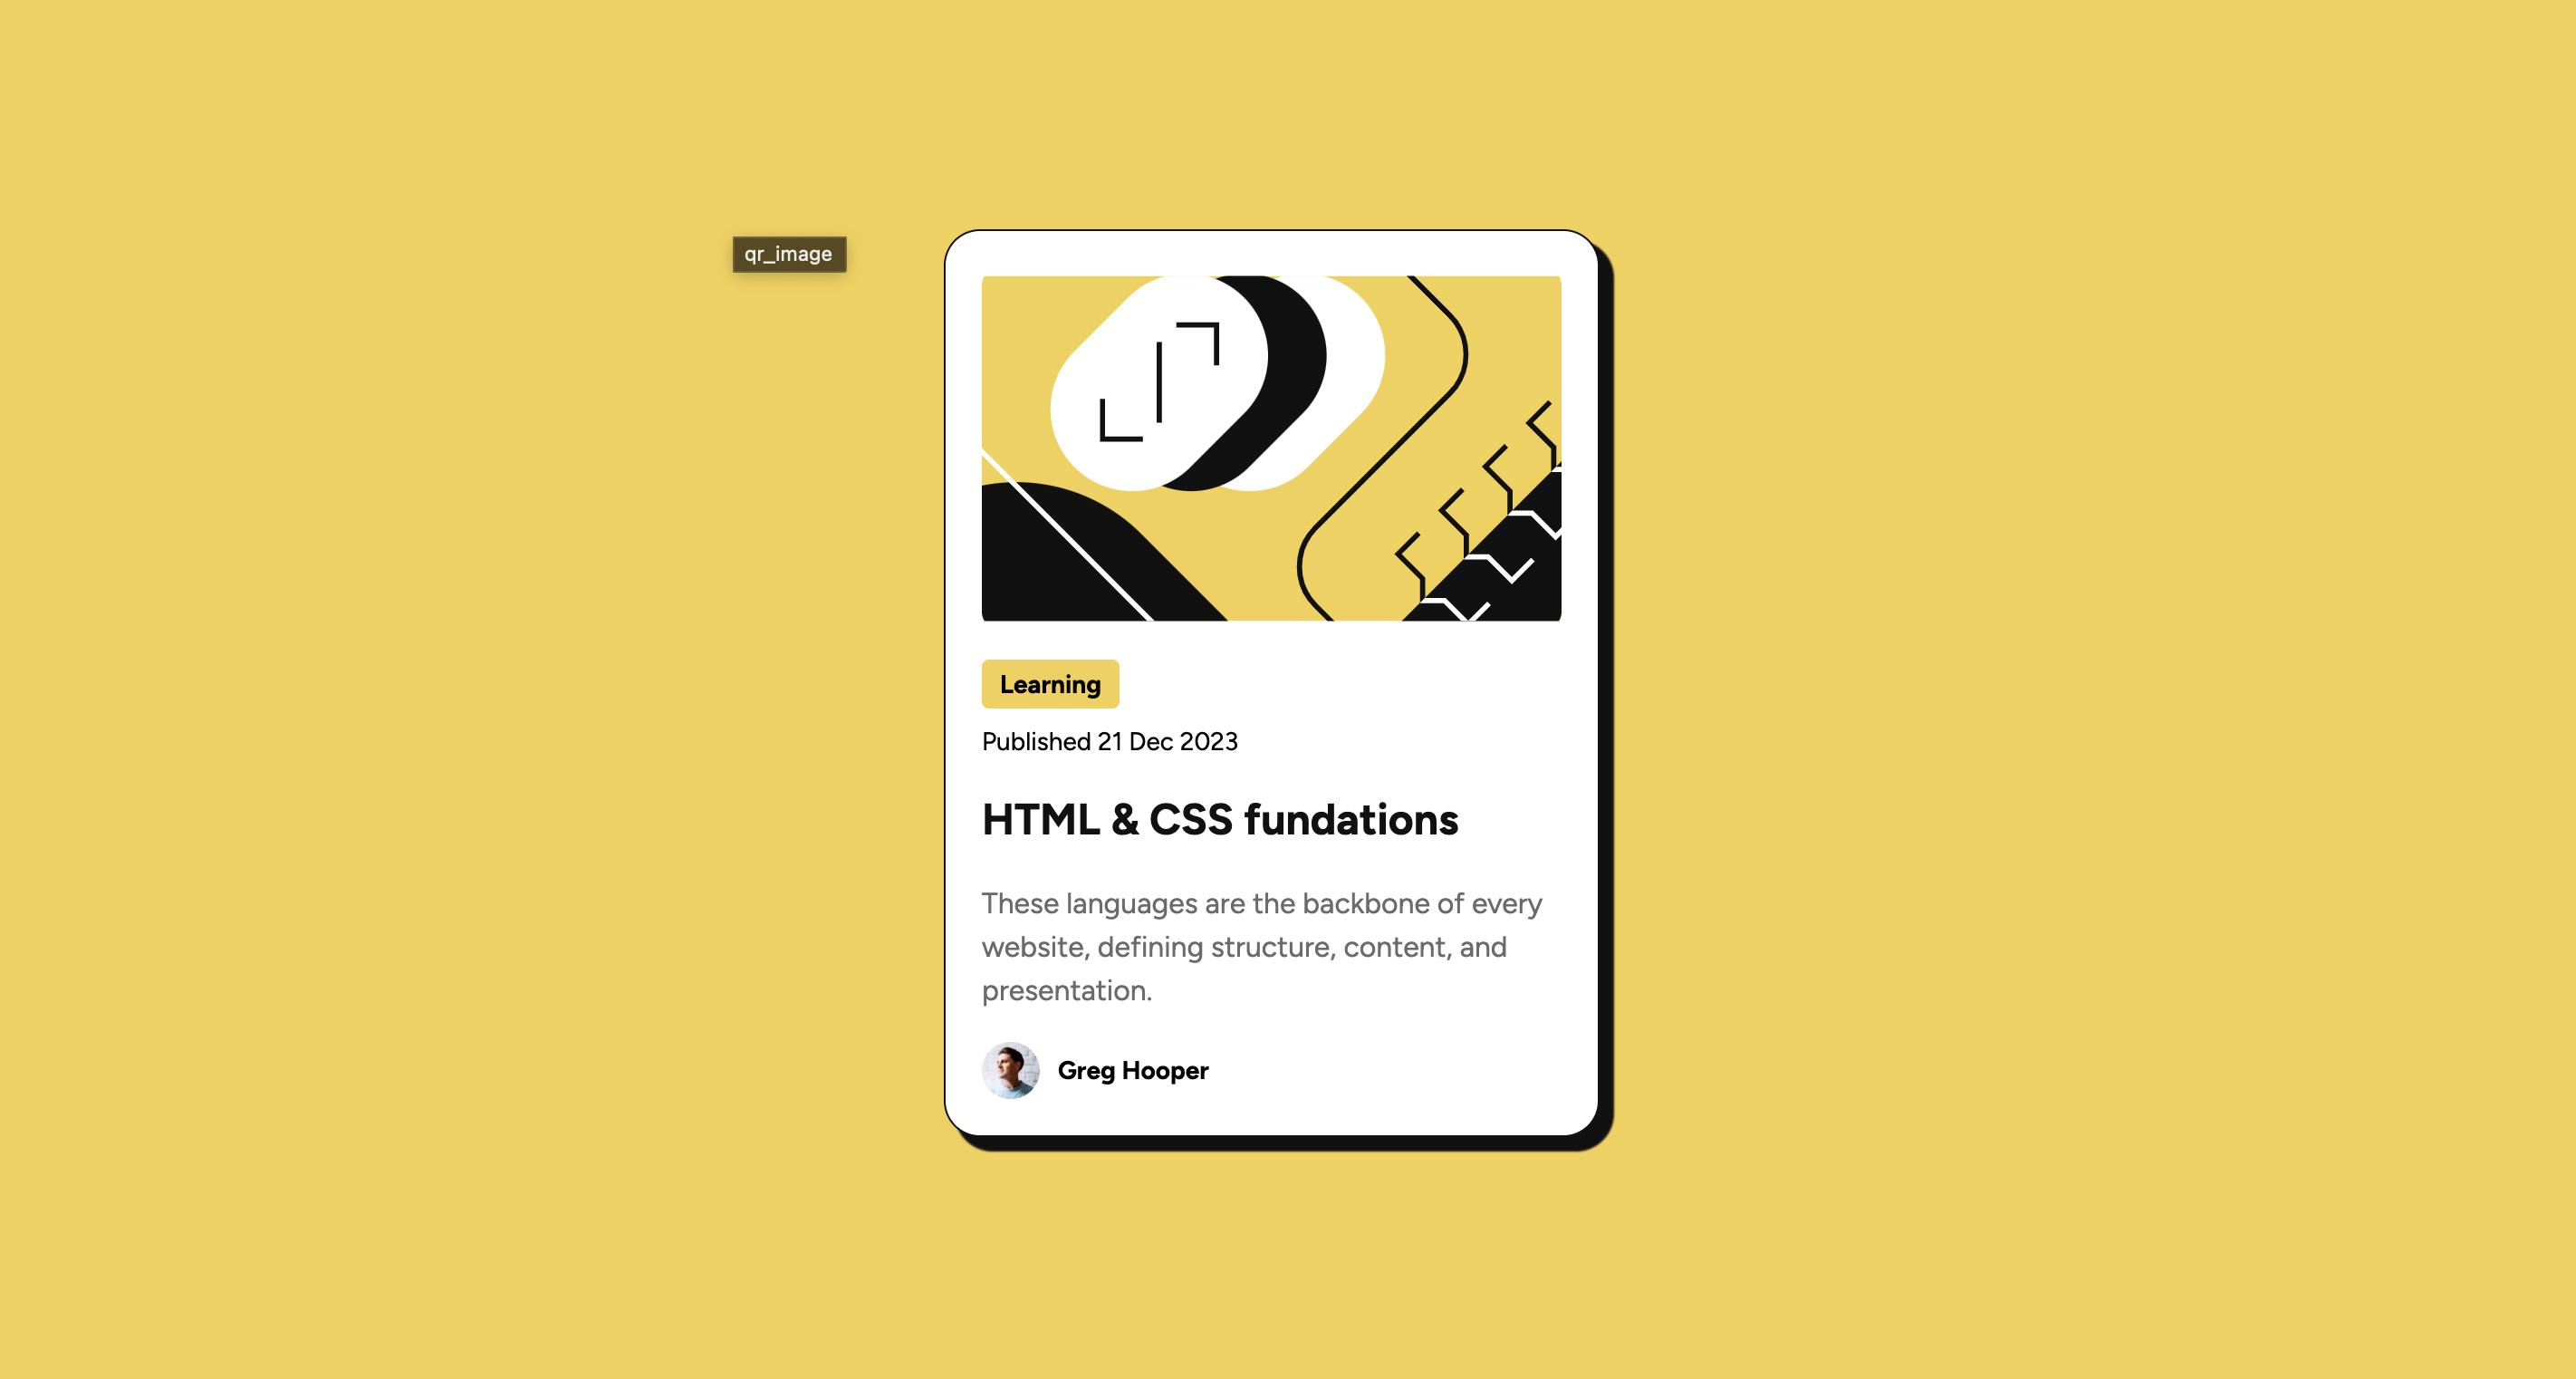 qr_image
Learning
Published 21 Dec 2023
HTML & CSS fundations
These languages are the backbone of every
website, defining structure, content, and
presentation.
Greg Hooper